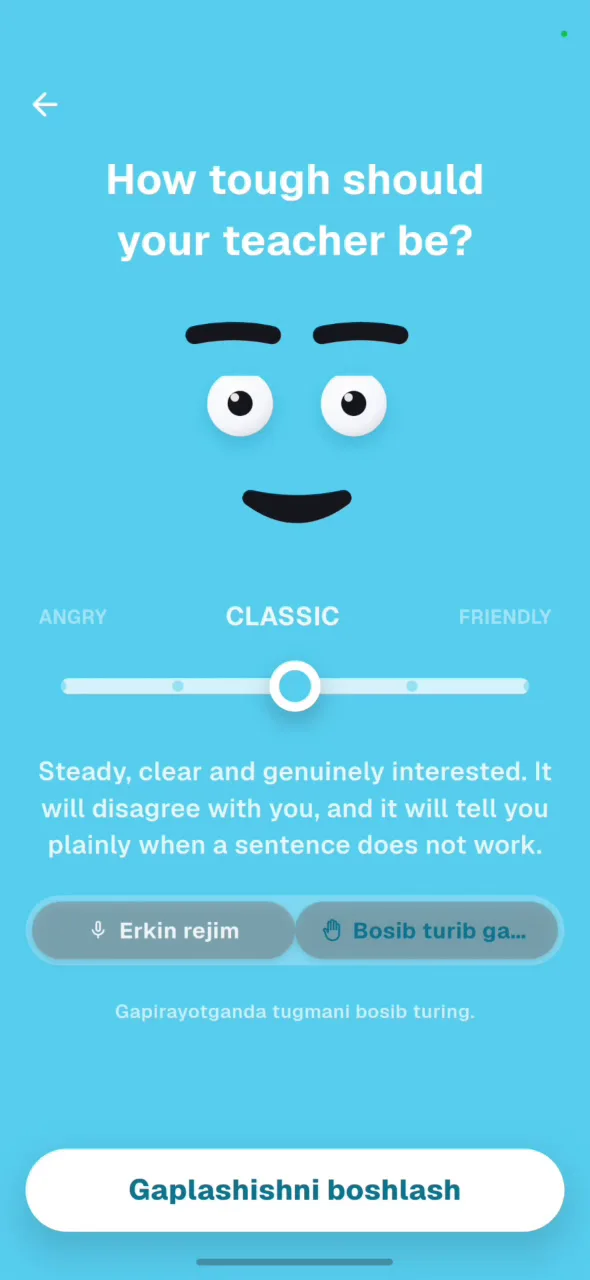 How tough should
your teacher be?
ANGRY
CLASSIC
FRIENDLY
Steady, clear and genuinely interested. It
will disagree with you, and it will tell you
plainly when a sentence does not work.
Erkin rejim
Bosib turib ga...
Gapirayotganda tugmani bosib turing.
Gaplashishni boshlash